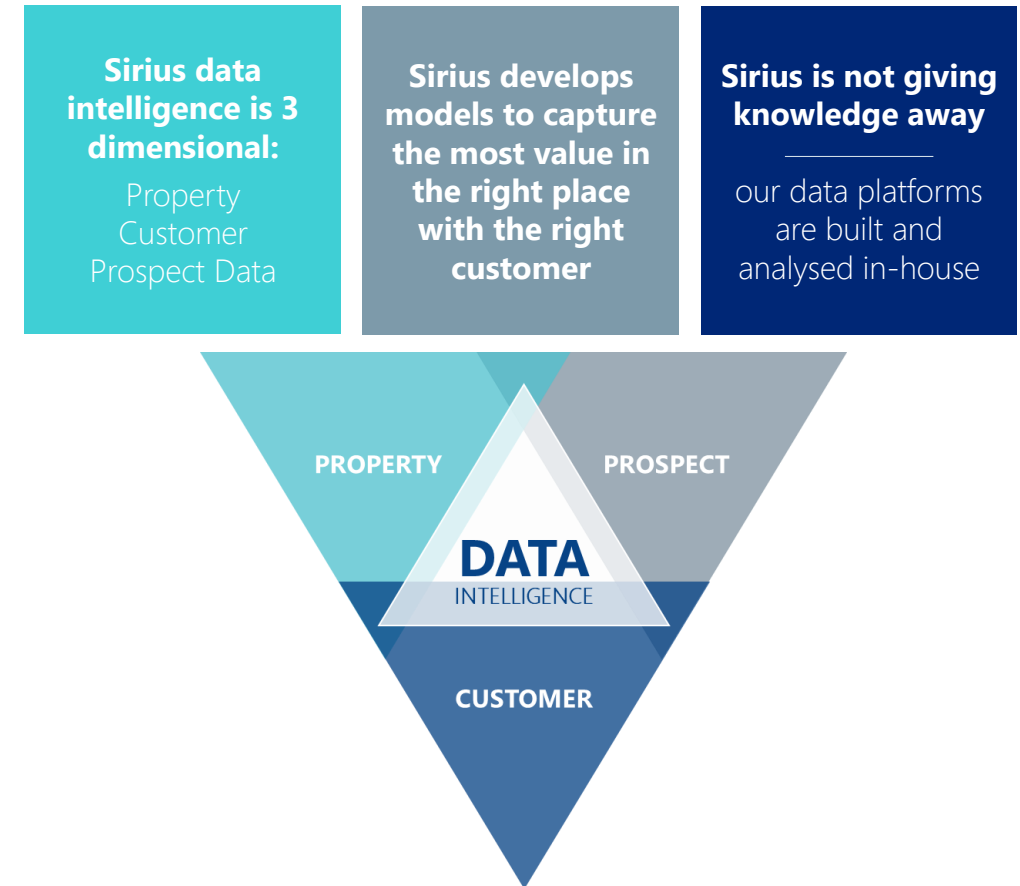 Sirius data
intelligence is 3
dimensional:
Property
Customer
Prospect Data
Sirius develops
models to capture
the most value in
the right place
with the right
customer
Sirius is not giving
knowledge away
our data platforms
are built and
analysed in-house
PROPERTY
PROSPECT
DATA
INTELLIGENCE
CUSTOMER